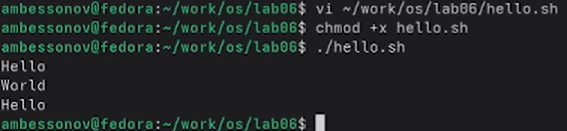 ambessonov@fedora:~/work/os/lab06$ vi ~/work/os/lab06/hello.sh
ambessonov@fedora:~/work/os/lab06$ chmod +x hello.sh
ambessonov@fedora:~/work/os/lab06$ ./hello.sh
Hello
World
Hello
ambessonov@fedora:~/work/os/lab06$